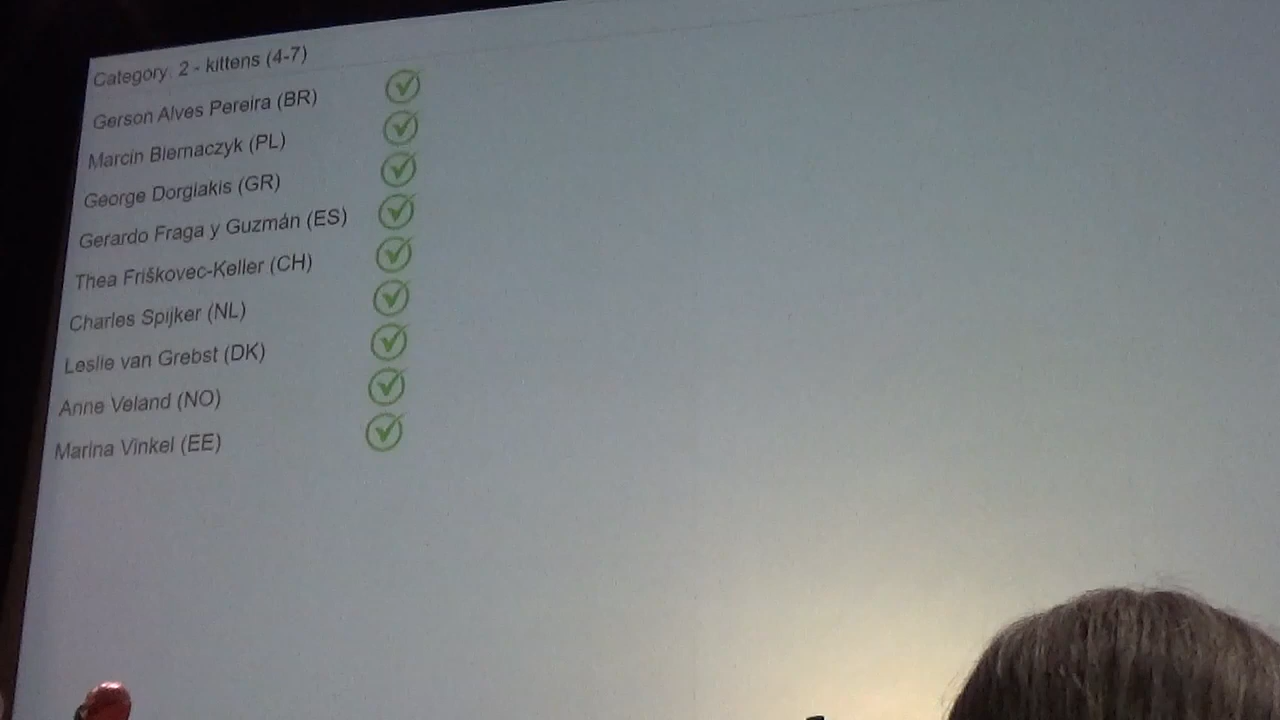 Category: 2 - kittens (4-7)
Gerson Alves Pereira (BR)
Marcin Biernaczyk (PL)
George Dorgiakis (GR)
Gerardo Fraga y Guzmán (ES)
Thea Friškovec-Keller (CH)
Charles Spijker (NL)
Leslie van Grebst (DK)
Anne Veland (NO)
Marina Vinkel (EE)